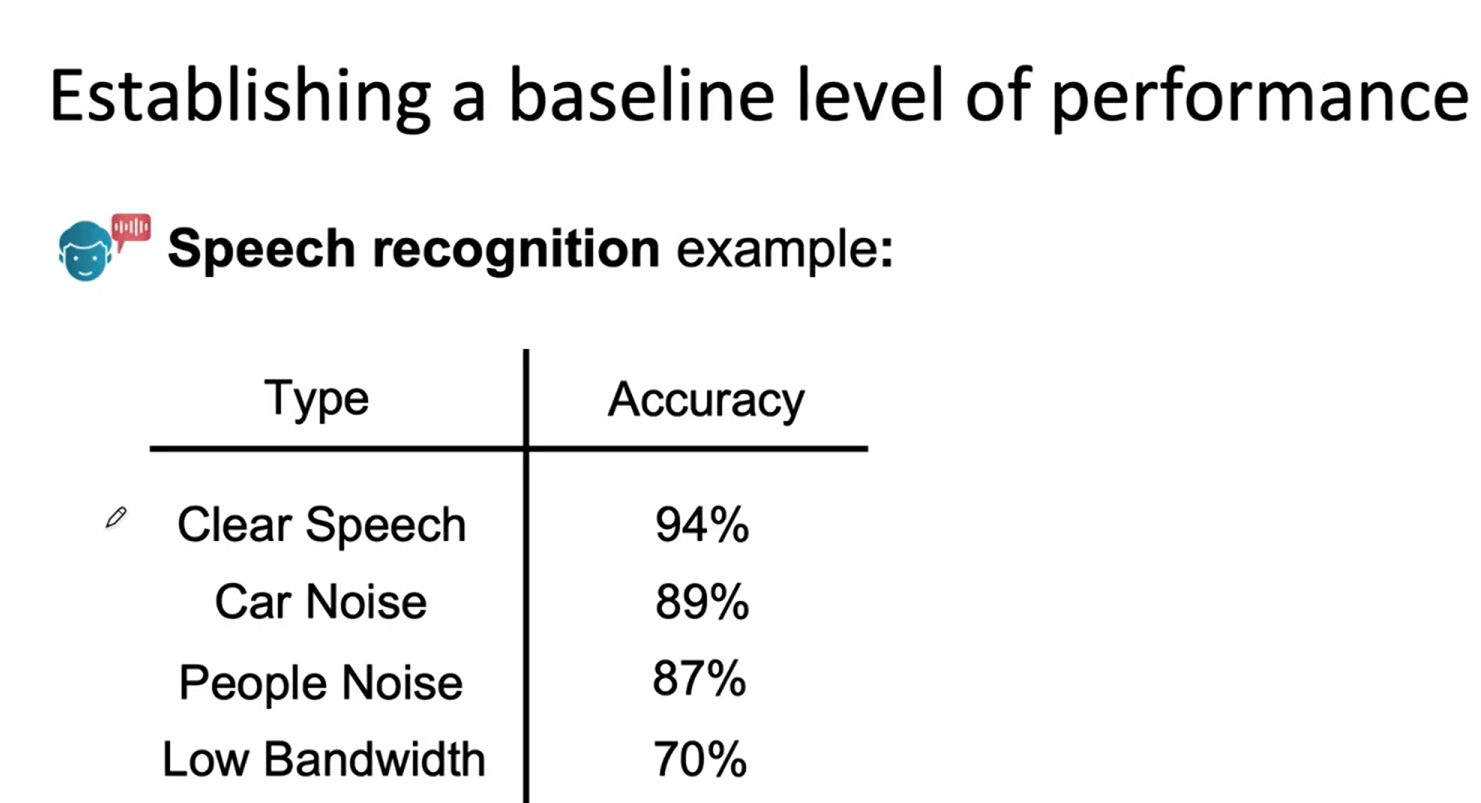 Establishing a baseline level of performance
Speech recognition example:
Type Accuracy
Clear Speech 94%
Car Noise 89%
People Noise 87%
Low Bandwidth 70%